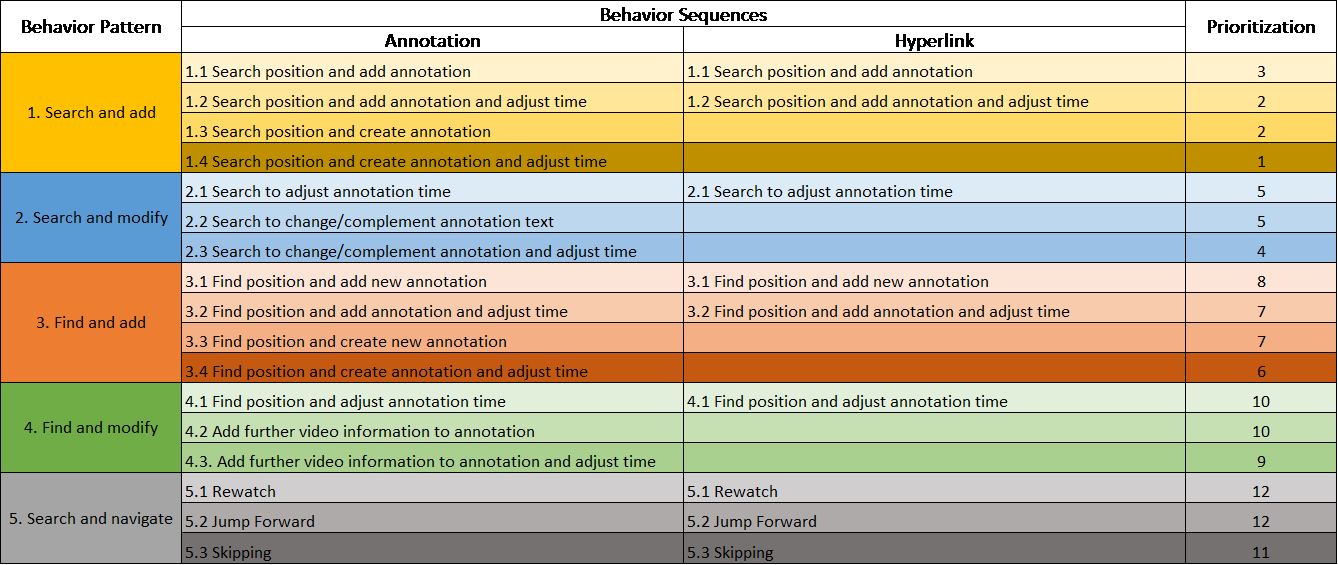 Behavior Pattern Behavior Sequences Prioritization
Annotation Hyperlink
1. Search and add
1.1 Search position and add annotation 1.1 Search position and add annotation 3
1.2 Search position and add annotation and adjust time 1.2 Search position and add annotation and adjust time 2
1.3 Search position and create annotation 2
1.4 Search position and create annotation and adjust time 1
2. Search and modify
2.1 Search to adjust annotation time 2.1 Search to adjust annotation time 5
2.2 Search to change/complement annotation text 5
2.3 Search to change/complement annotation and adjust time 4
3. Find and add
3.1 Find position and add new annotation 3.1 Find position and add new annotation 8
3.2 Find position and add annotation and adjust time 3.2 Find position and add annotation and adjust time 7
3.3 Find position and create new annotation 7
3.4 Find position and create annotation and adjust time 6
4. Find and modify
4.1 Find position and adjust annotation time 4.1 Find position and adjust annotation time 10
4.2 Add further video information to annotation 10
4.3. Add further video information to annotation and adjust time 9
5. Search and navigate
5.1 Rewatch 5.1 Rewatch 12
5.2 Jump Forward 5.2 Jump Forward 12
5.3 Skipping 5.3 Skipping 11